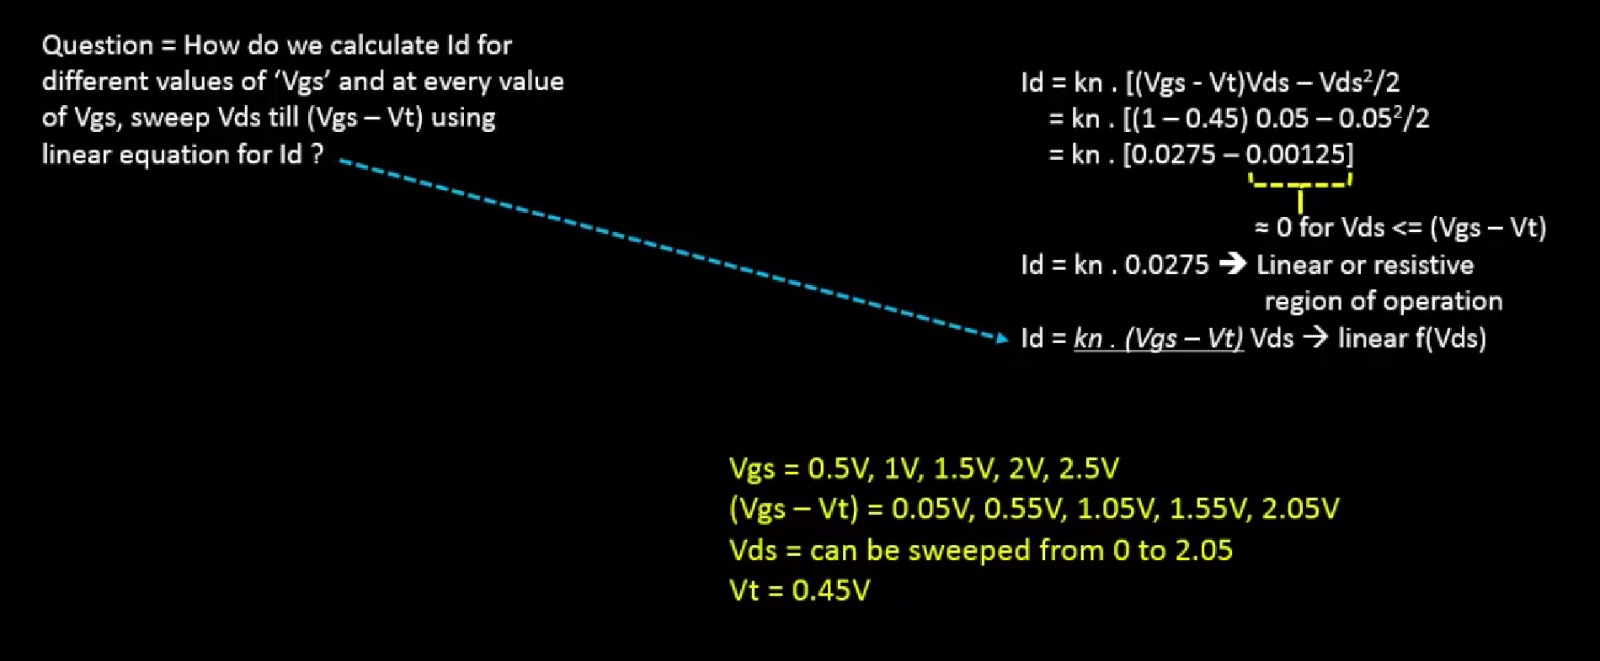 Question = How do we calculate Id for
different values of ‘Vgs’ and at every value
of Vgs, sweep Vds till (Vgs – Vt) using
linear equation for Id ?
Id = kn . [(Vgs - Vt)Vds – Vds²/2
= kn . [(1 – 0.45) 0.05 – 0.05²/2
= kn . [0.0275 – 0.00125]
≈ 0 for Vds <= (Vgs – Vt)
Id = kn . 0.0275 → Linear or resistive
region of operation
Id = kn . (Vgs – Vt) Vds → linear f(Vds)
Vgs = 0.5V, 1V, 1.5V, 2V, 2.5V
(Vgs – Vt) = 0.05V, 0.55V, 1.05V, 1.55V, 2.05V
Vds = can be sweeped from 0 to 2.05
Vt = 0.45V